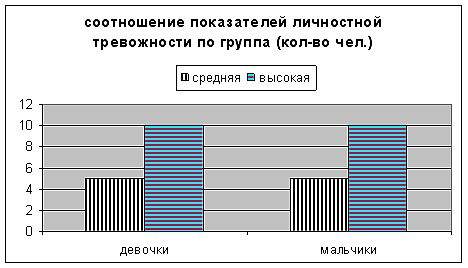 соотношение показателей личностной
тревожности по группа (кол-во чел.)
средняя высокая
12
10
8
6
4
2
0
девочки мальчики